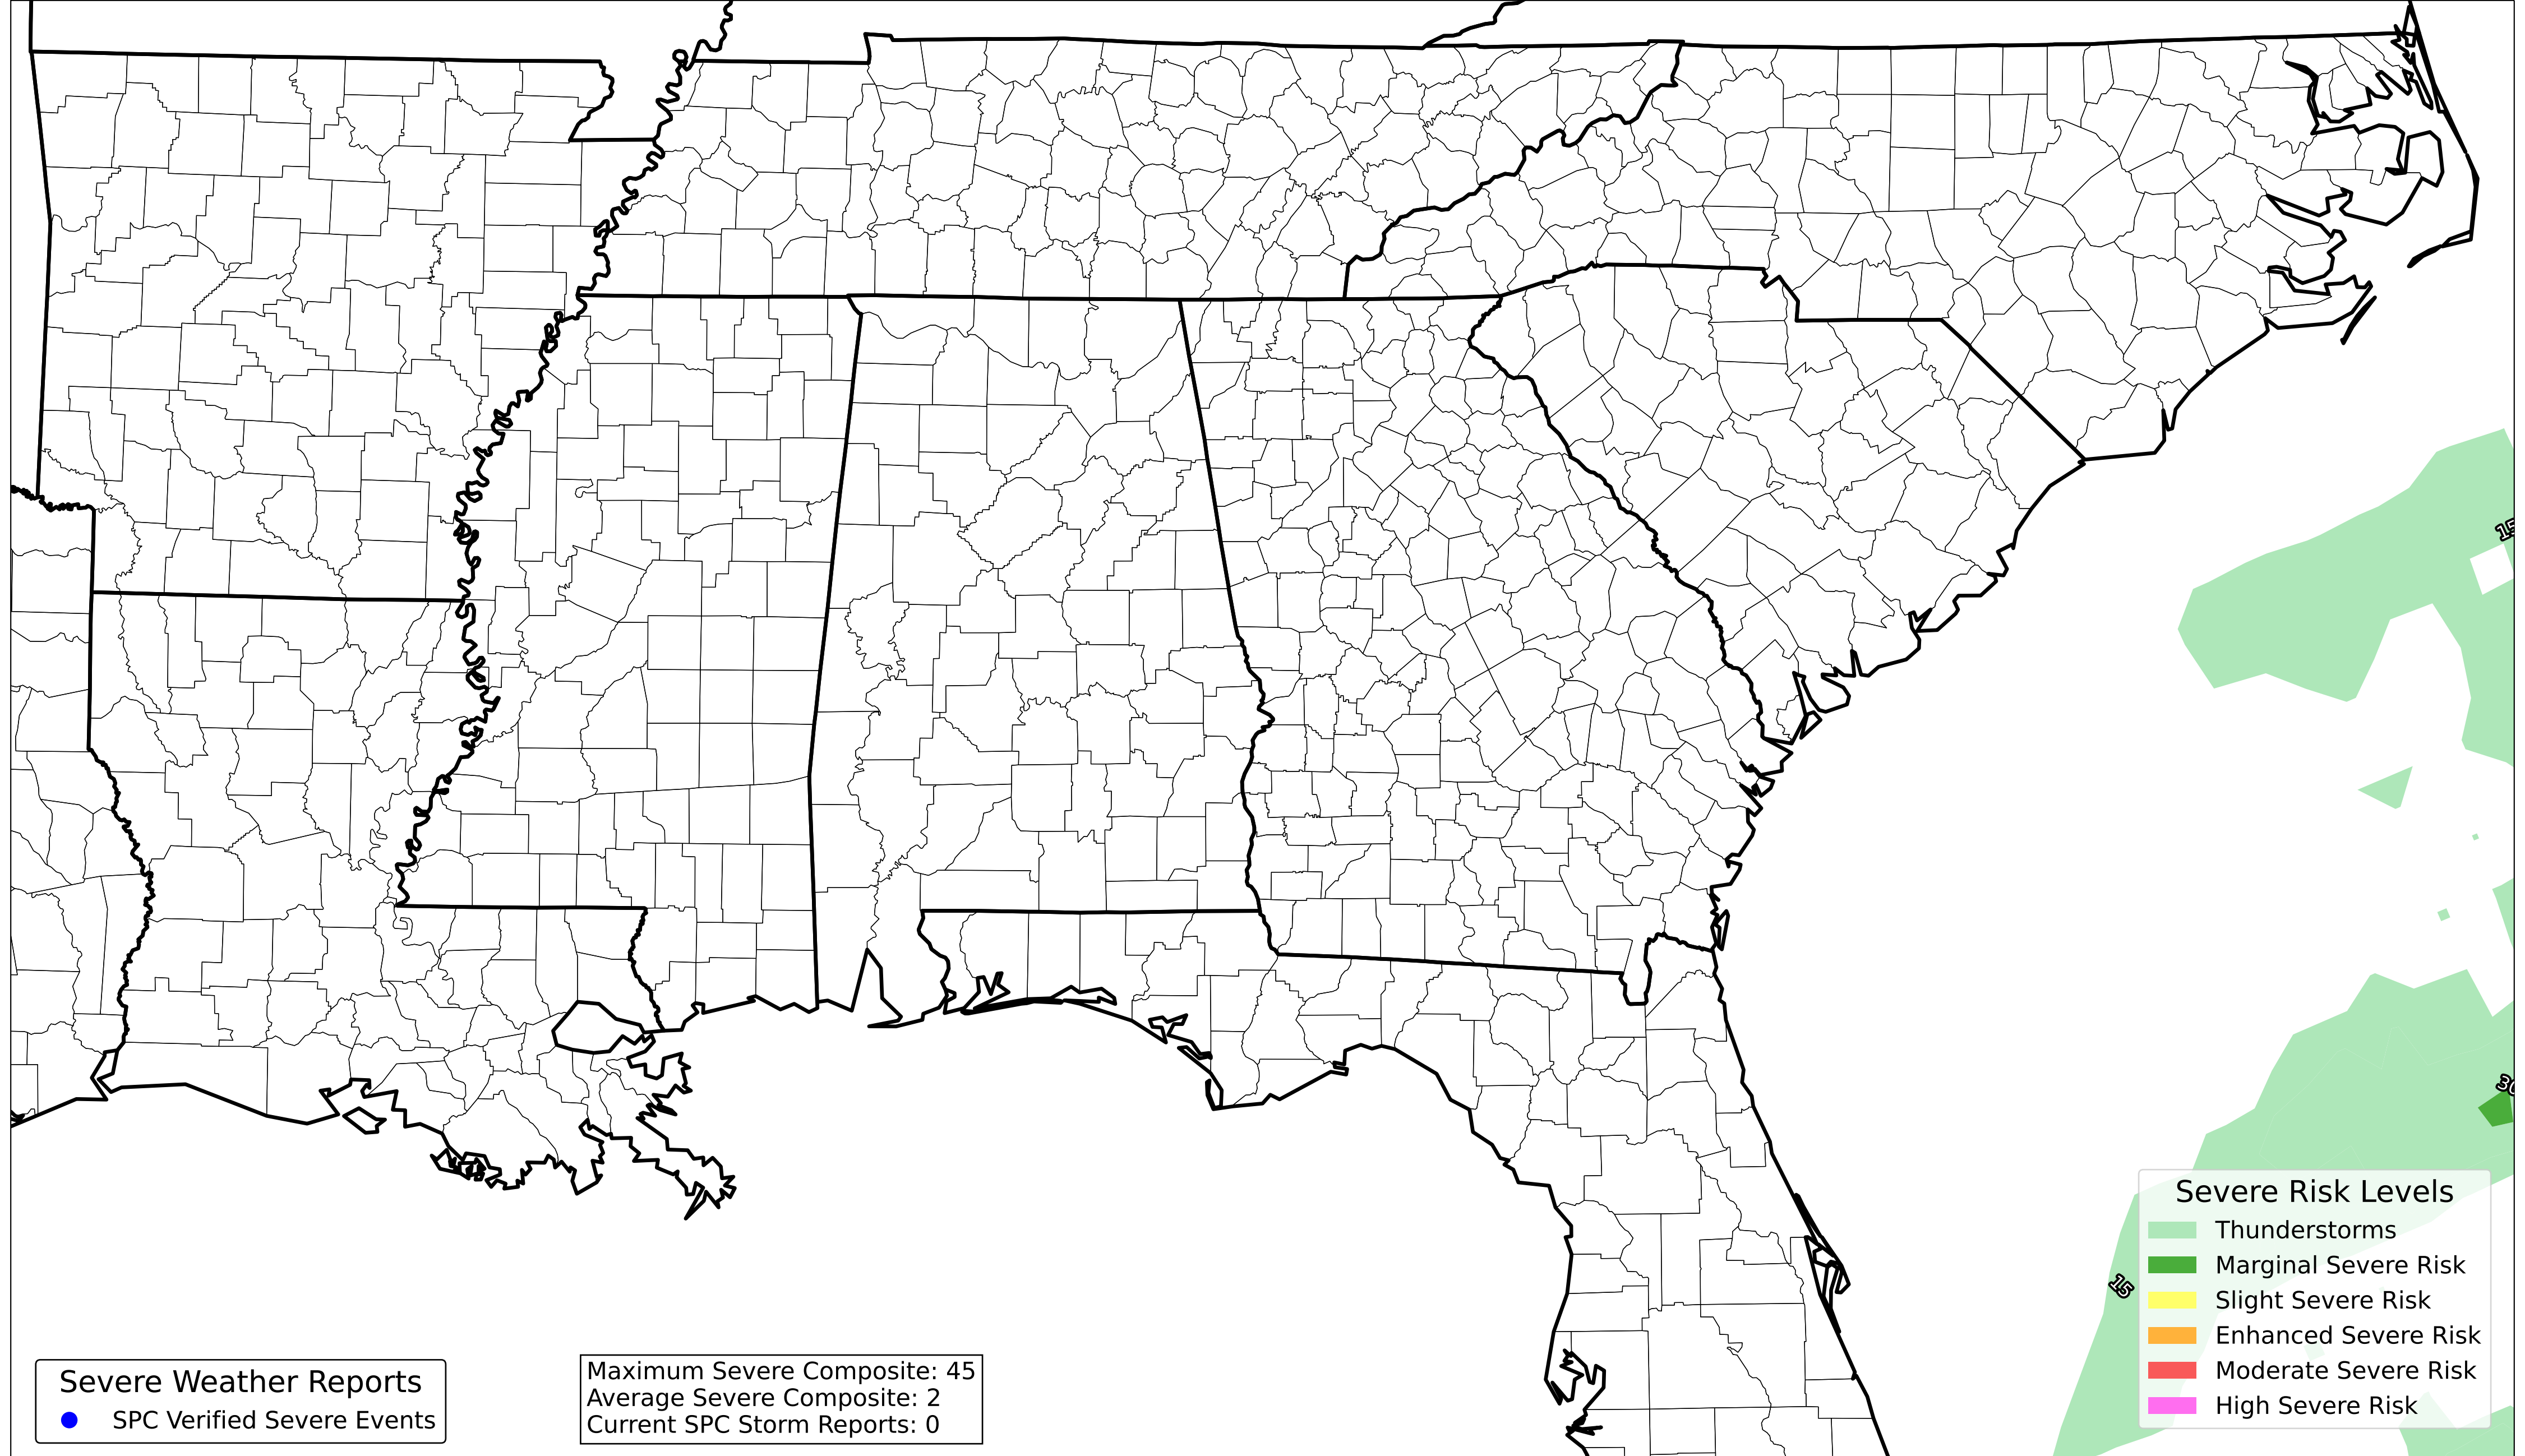 15
30
15
Severe Risk Levels
Thunderstorms
Marginal Severe Risk
Slight Severe Risk
Enhanced Severe Risk
Moderate Severe Risk
High Severe Risk
Severe Weather Reports
SPC Verified Severe Events
Maximum Severe Composite: 45
Average Severe Composite: 2
Current SPC Storm Reports: 0